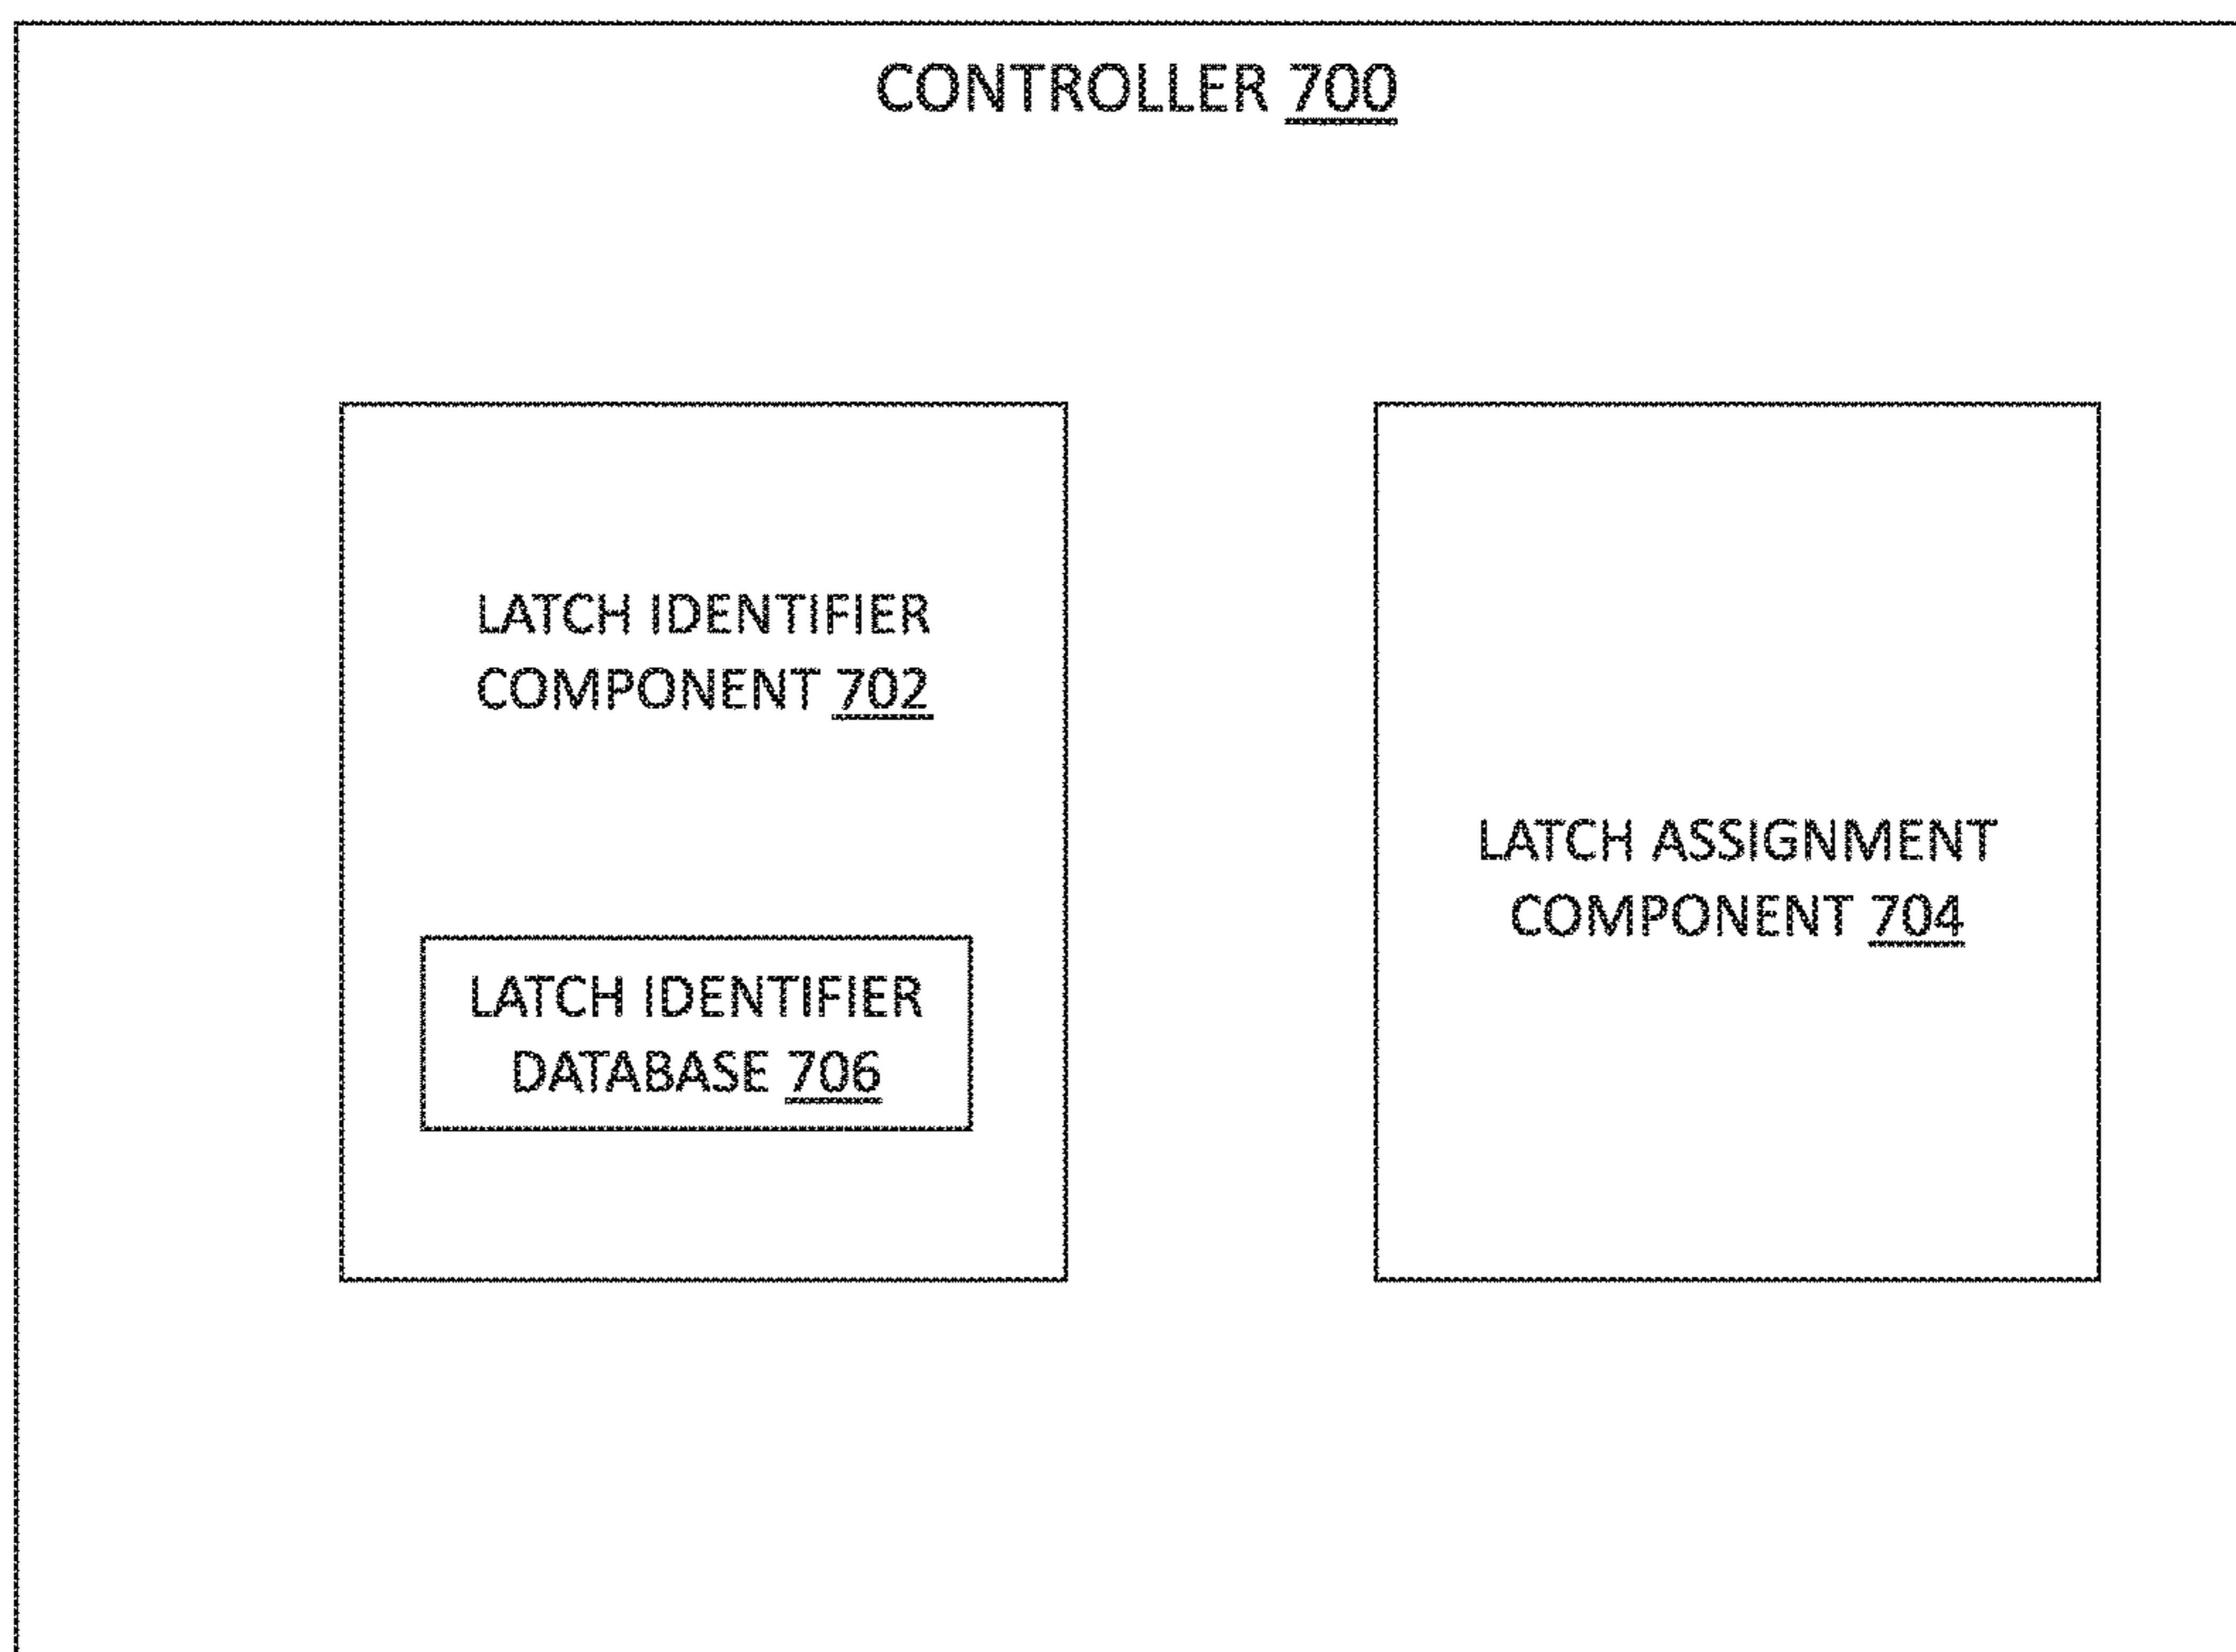 CONTROLLER 700
LATCH IDENTIFIER
COMPONENT 702
LATCH IDENTIFIER
DATABASE 706
LATCH ASSIGNMENT
COMPONENT 704